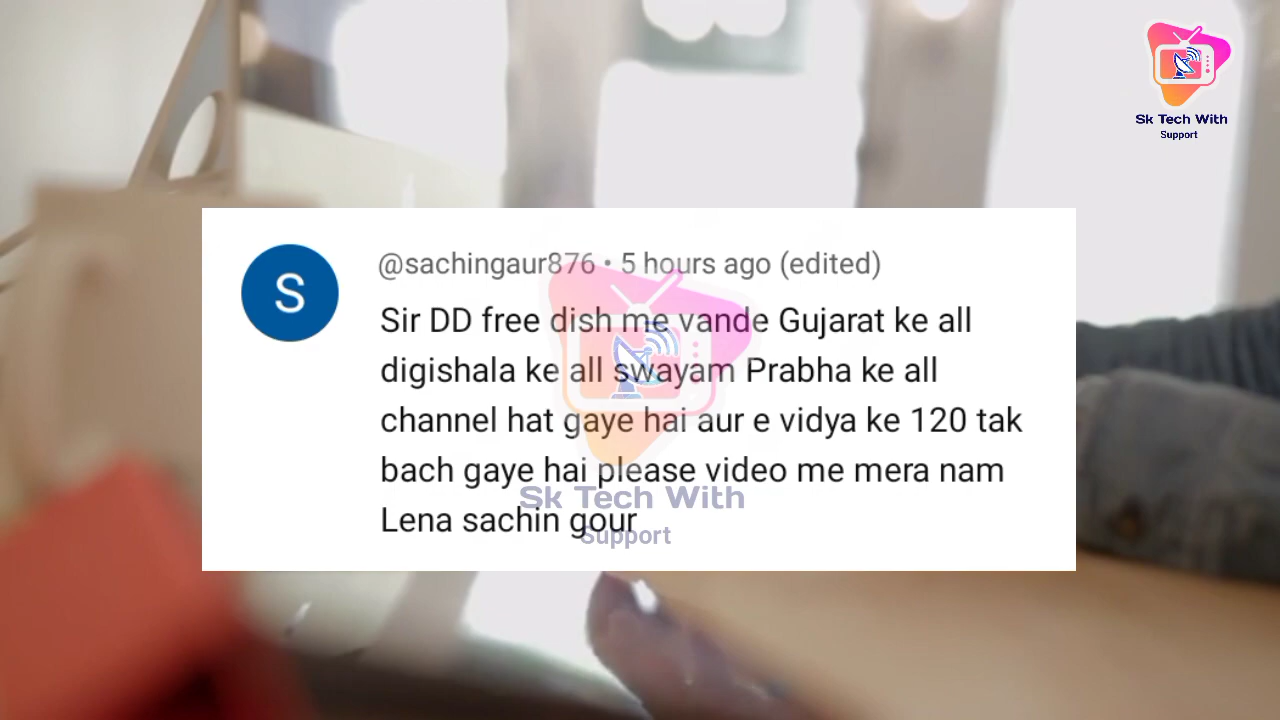 Sk Tech With
Support
S
@sachingaur876 • 5 hours ago (edited)
Sir DD free dish me vande Gujarat ke all
digishala ke all swayam Prabha ke all
channel hat gaye hai aur e vidya ke 120 tak
bach gaye hai please video me mera nam
Lena sachin gour
Sk Tech With
Support